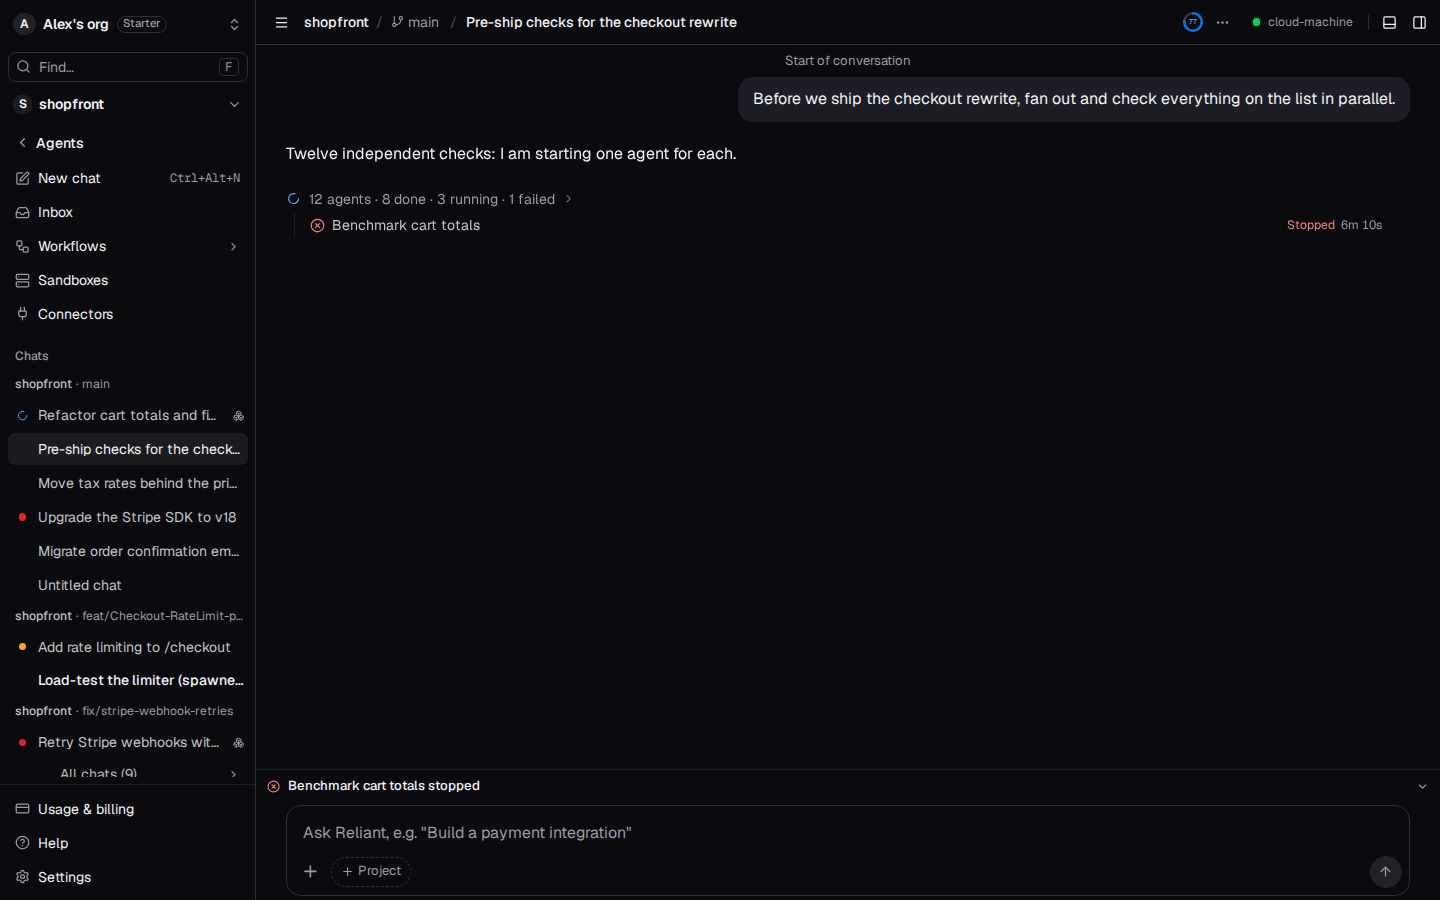 A Alex's org Starter
Find... F
S shopfront
Agents
New chat Ctrl+Alt+N
Inbox
Workflows
Sandboxes
Connectors
Chats
shopfront · main
Refactor cart totals and fi...
Pre-ship checks for the check...
Move tax rates behind the pri...
Upgrade the Stripe SDK to v18
Migrate order confirmation em...
Untitled chat
shopfront · feat/Checkout-RateLimit-p...
Add rate limiting to /checkout
Load-test the limiter (spawne...
shopfront · fix/stripe-webhook-retries
Retry Stripe webhooks wit...
All chats (9)
Usage & billing
Help
Settings
shopfront / main / Pre-ship checks for the checkout rewrite
77 cloud-machine
Start of conversation
Before we ship the checkout rewrite, fan out and check everything on the list in parallel.
Twelve independent checks: I am starting one agent for each.
12 agents · 8 done · 3 running · 1 failed
Benchmark cart totals Stopped 6m 10s
Benchmark cart totals stopped
Ask Reliant, e.g. "Build a payment integration"
+ Project